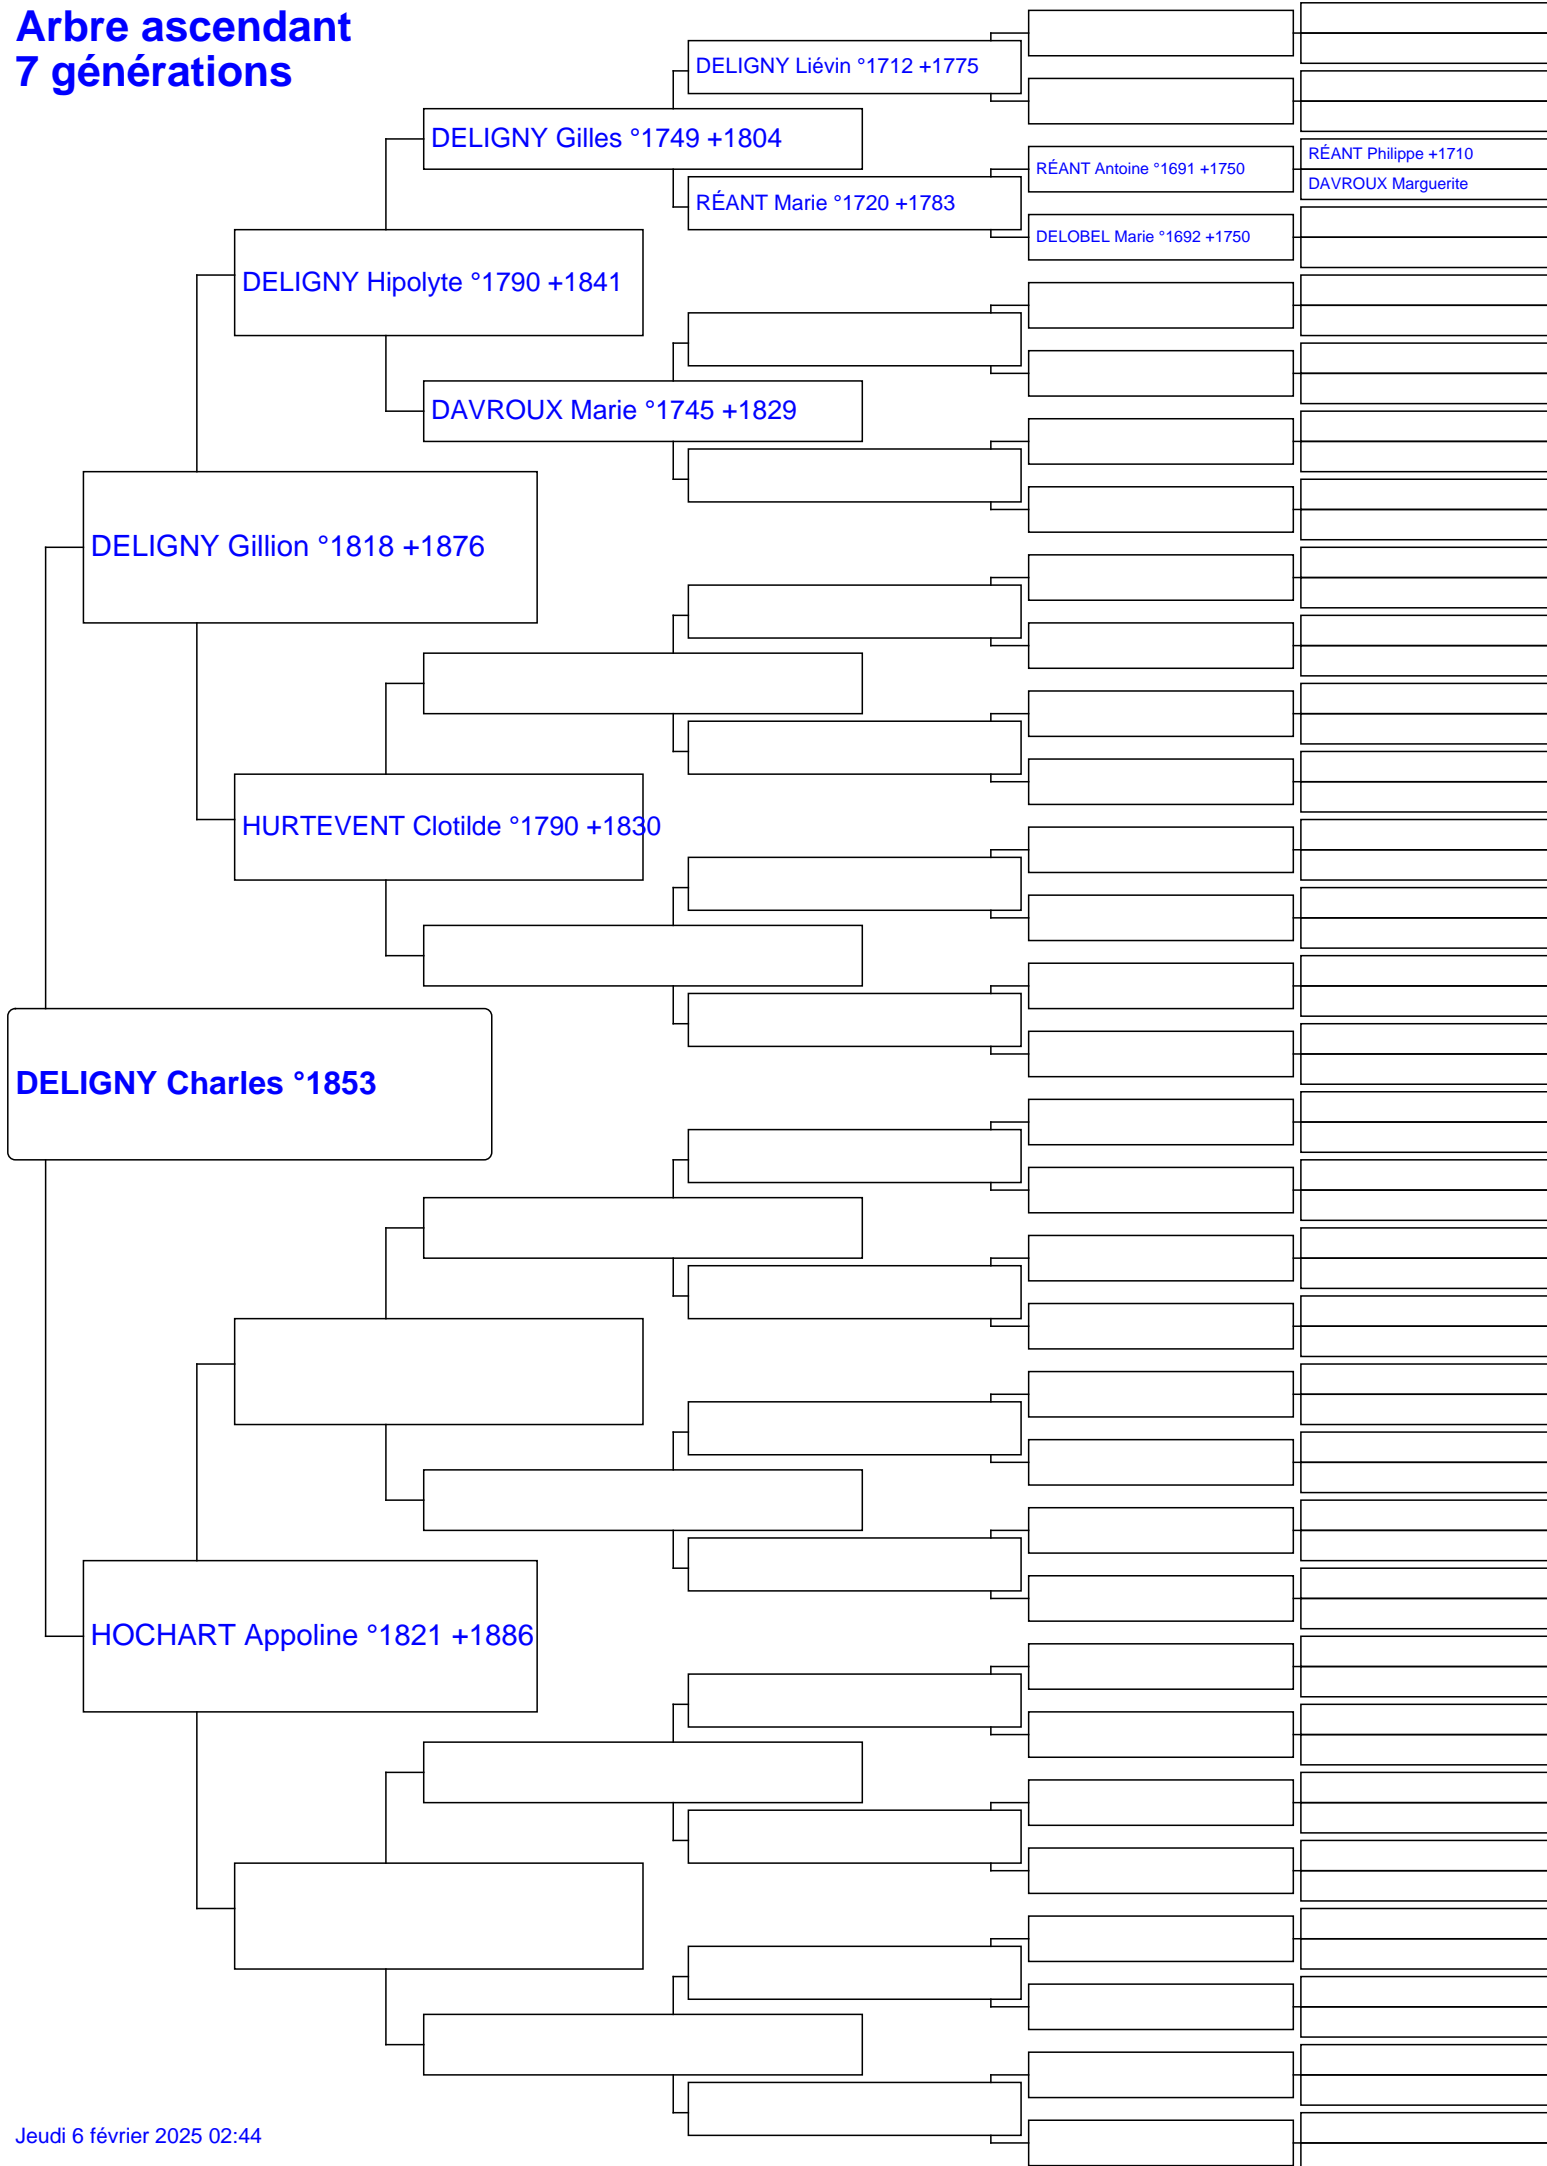 Arbre ascendant
7 générations
DELIGNY Liévin °1712 +1775
DELIGNY Gilles °1749 +1804
RÉANT Philippe +1710
RÉANT Antoine °1691 +1750
DAVROUX Marguerite
RÉANT Marie °1720 +1783
DELOBEL Marie °1692 +1750
DELIGNY Hipolyte °1790 +1841
DAVROUX Marie °1745 +1829
DELIGNY Gillion °1818 +1876
HURTEVENT Clotilde °1790 +1830
DELIGNY Charles °1853
HOCHART Appoline °1821 +1886
Jeudi 6 février 2025 02:44